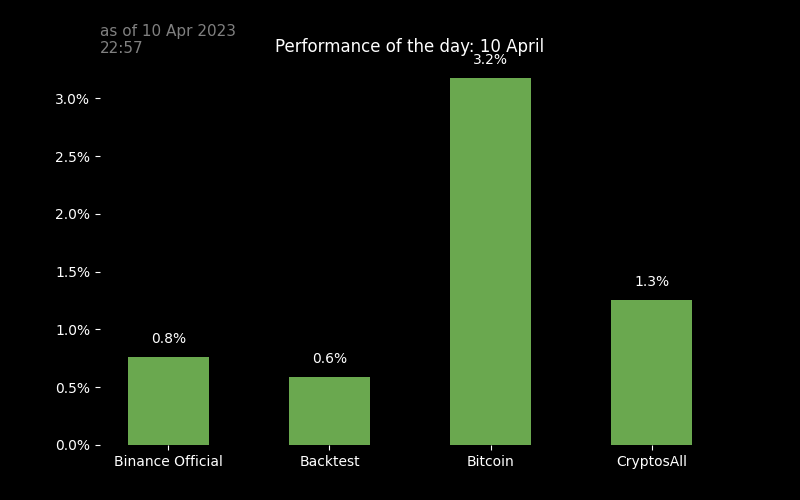 as of 10 Apr 2023
22:57
Performance of the day: 10 April
3.2%
3.0%
2.5%
2.0%
1.5%
1.3%
1.0%
0.8%
0.6%
0.5%
0.0%
Binance Official
Backtest
Bitcoin
CryptosAll